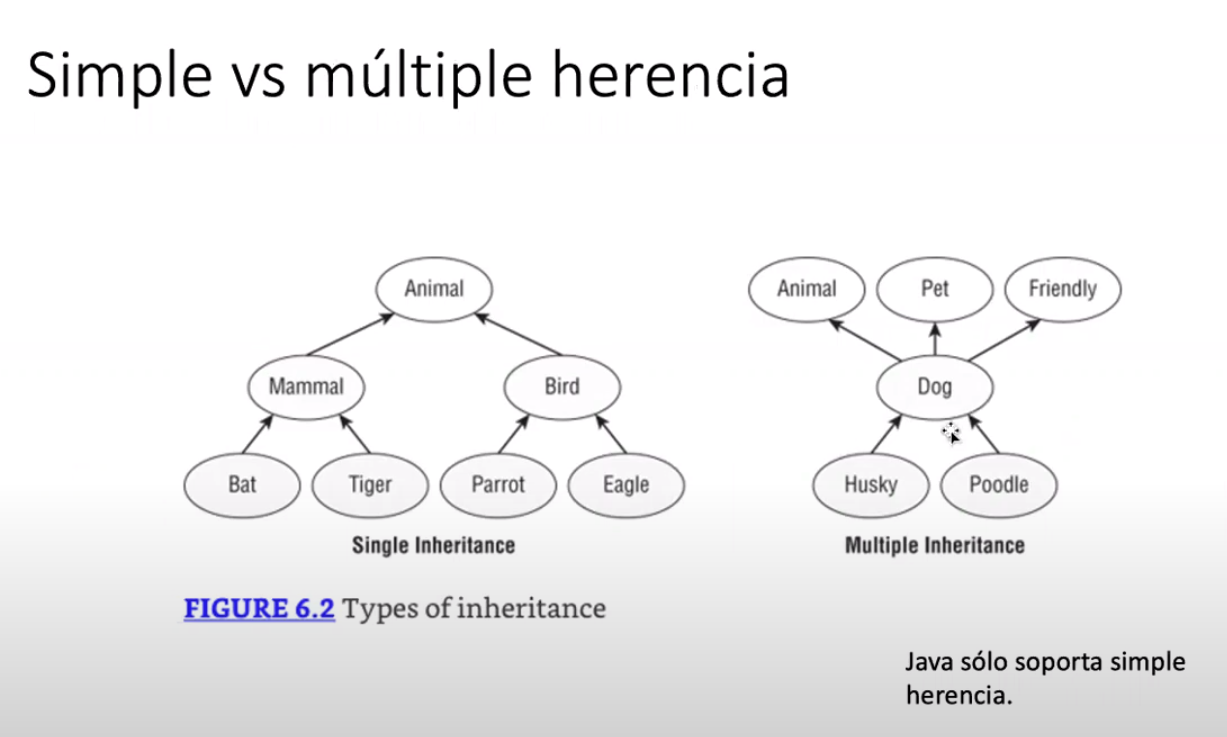 Simple vs múltiple herencia
Animal
Mammal Bird
Bat Tiger Parrot Eagle
Single Inheritance
Animal Pet Friendly
Dog
Husky Poodle
Multiple Inheritance
FIGURE 6.2 Types of inheritance
Java sólo soporta simple
herencia.